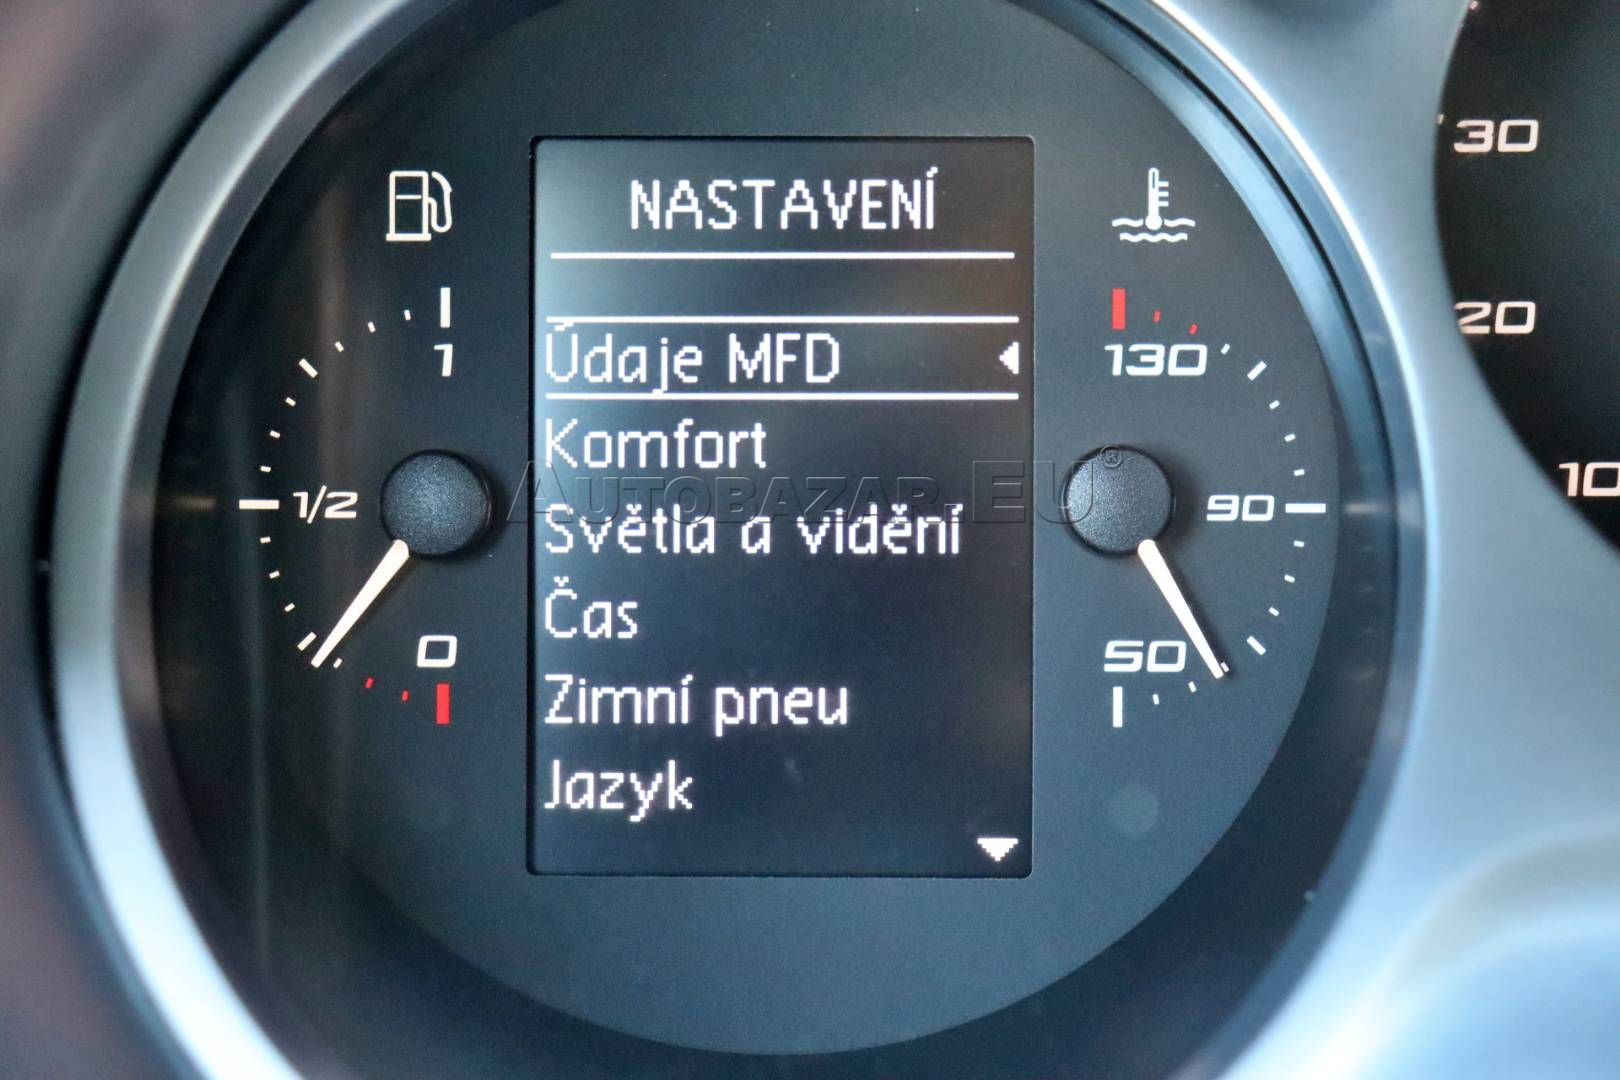 NASTAVENÍ
Údaje MFD
Komfort
Světla a vidění
Čas
Zimní pneu
Jazyk
1
1/2
0
130
90
50
30
20
10
AUTOBAZAR.EU®